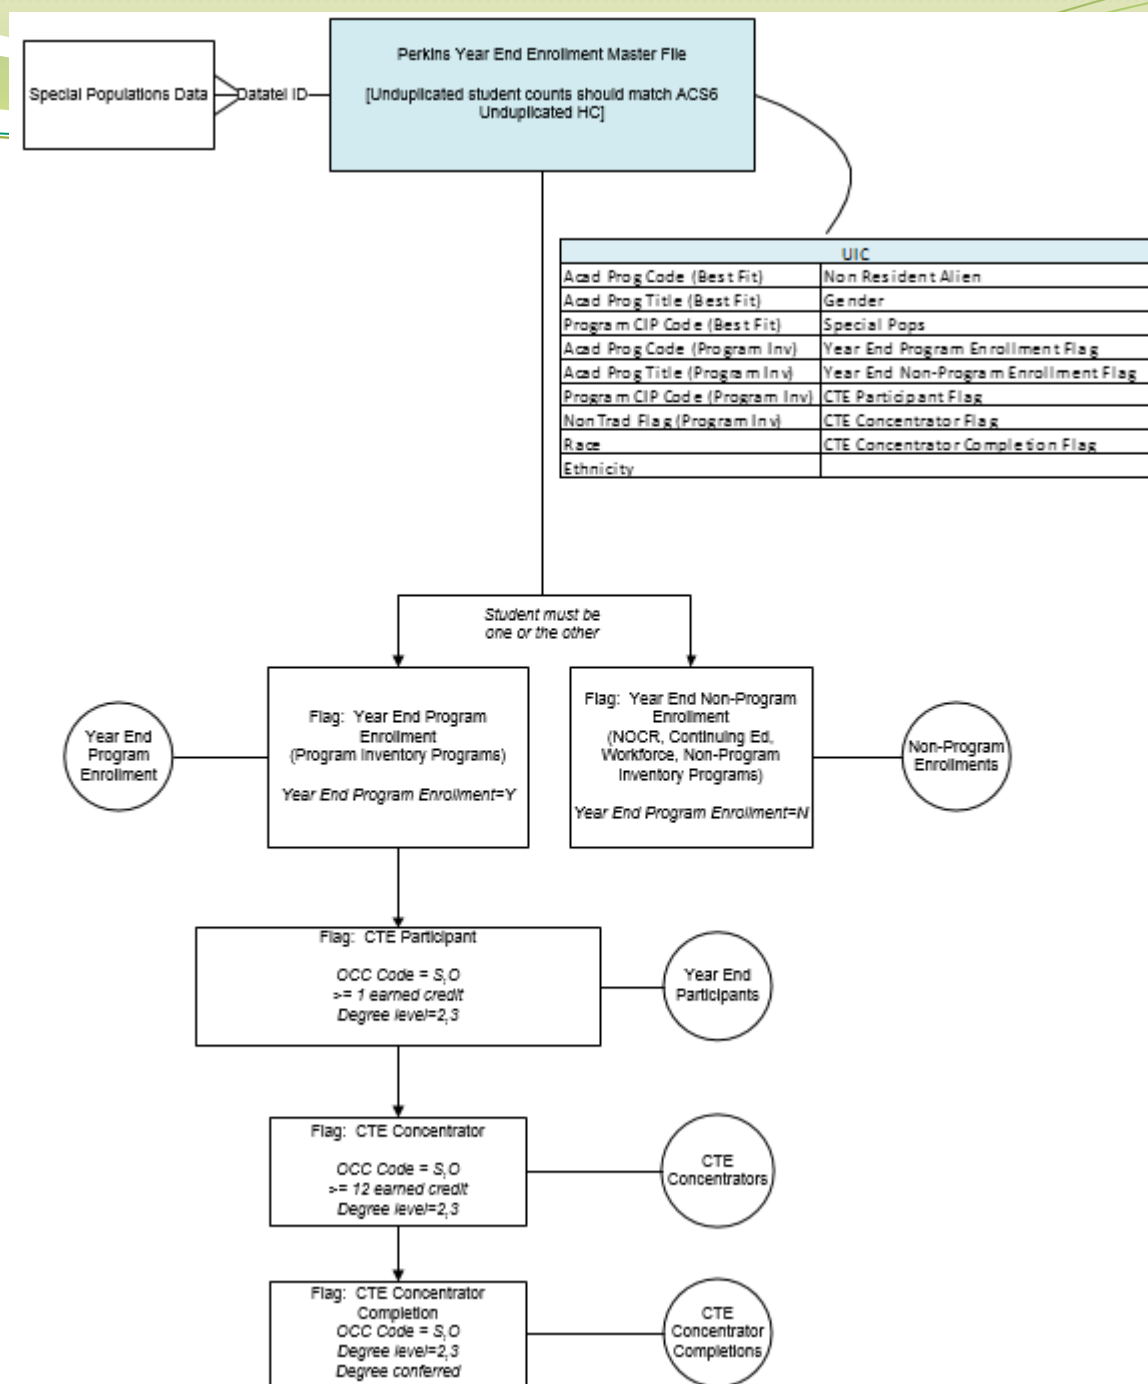 Special Populations Data
Datatel ID
Perkins Year End Enrollment Master File
[Unduplicated student counts should match ACS6
Unduplicated HC]
UIC
Acad Prog Code (Best Fit) Non Resident Alien
Acad Prog Title (Best Fit) Gender
Program CIP Code (Best Fit) Special Pops
Acad Prog Code (Program Inv) Year End Program Enrollment Flag
Acad Prog Title (Program Inv) Year End Non-Program Enrollment Flag
Program CIP Code (Program Inv) CTE Participant Flag
Non Trad Flag (Program Inv) CTE Concentrator Flag
Race CTE Concentrator Completion Flag
Ethnicity
Student must be
one or the other
Year End
Program
Enrollment
Flag: Year End Program
Enrollment
(Program Inventory Programs)
Year End Program Enrollment=Y
Flag: Year End Non-Program
Enrollment
(NOCR, Continuing Ed,
Workforce, Non-Program
Inventory Programs)
Year End Program Enrollment=N
Non-Program
Enrollments
Flag: CTE Participant
OCC Code = S,O
>= 1 earned credit
Degree level=2,3
Year End
Participants
Flag: CTE Concentrator
OCC Code = S,O
>= 12 earned credit
Degree level=2,3
CTE
Concentrators
Flag: CTE Concentrator
Completion
OCC Code = S,O
Degree level=2,3
Degree conferred
CTE
Concentrator
Completions